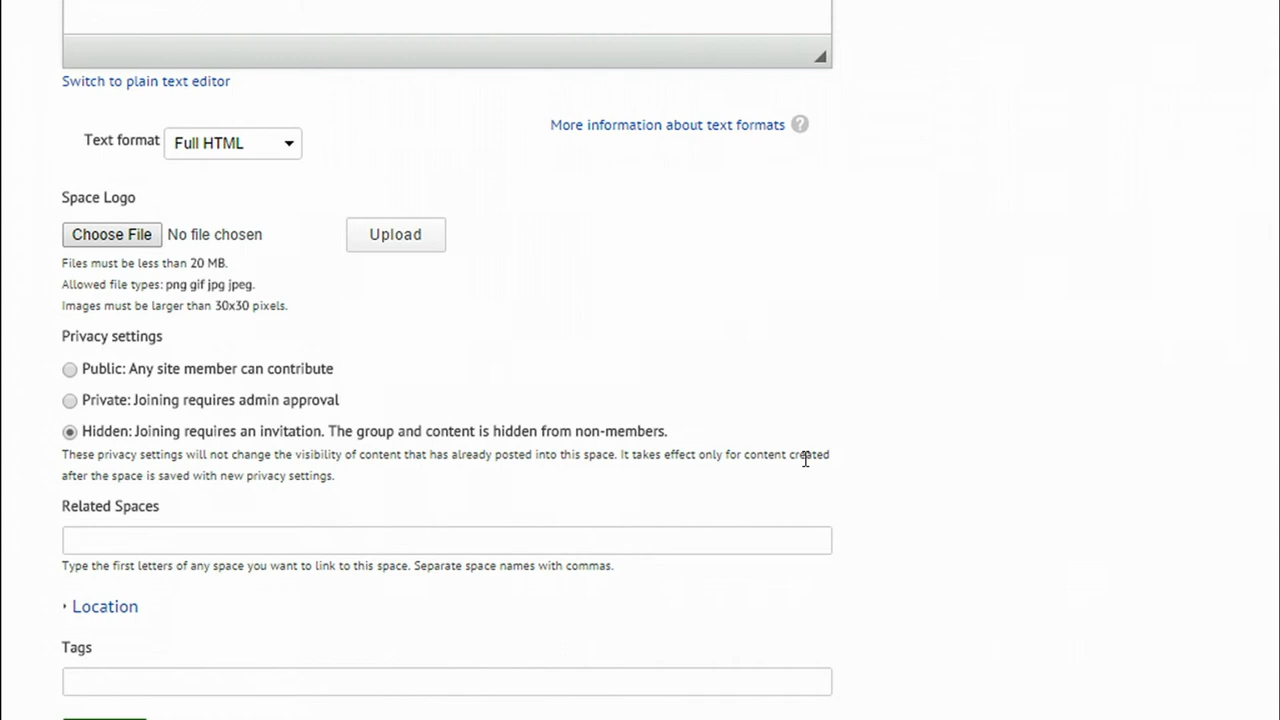 Switch to plain text editor
More information about text formats ?
Text format Full HTML
Space Logo
Choose File No file chosen Upload
Files must be less than 20 MB.
Allowed file types: png gif jpg jpeg.
Images must be larger than 30x30 pixels.
Privacy settings
Public: Any site member can contribute
Private: Joining requires admin approval
Hidden: Joining requires an invitation. The group and content is hidden from non-members.
These privacy settings will not change the visibility of content that has already posted into this space. It takes effect only for content created
after the space is saved with new privacy settings.
Related Spaces
Type the first letters of any space you want to link to this space. Separate space names with commas.
Location
Tags